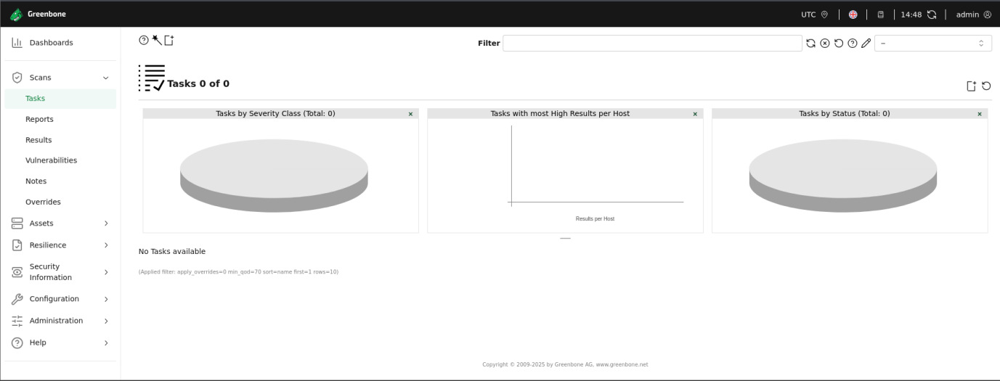 Greenbone
UTC
14:48
admin
Dashboards
Scans
Tasks
Reports
Results
Vulnerabilities
Notes
Overrides
Assets
Resilience
Security
Information
Configuration
Administration
Help
Filter
--
Tasks 0 of 0
Tasks by Severity Class (Total: 0)
×
Tasks with most High Results per Host
×
Results per Host
Tasks by Status (Total: 0)
×
No Tasks available
(Applied filter: apply_overrides=0 min_qod=70 sort=name first=1 rows=10)
Copyright © 2009-2025 by Greenbone AG, www.greenbone.net